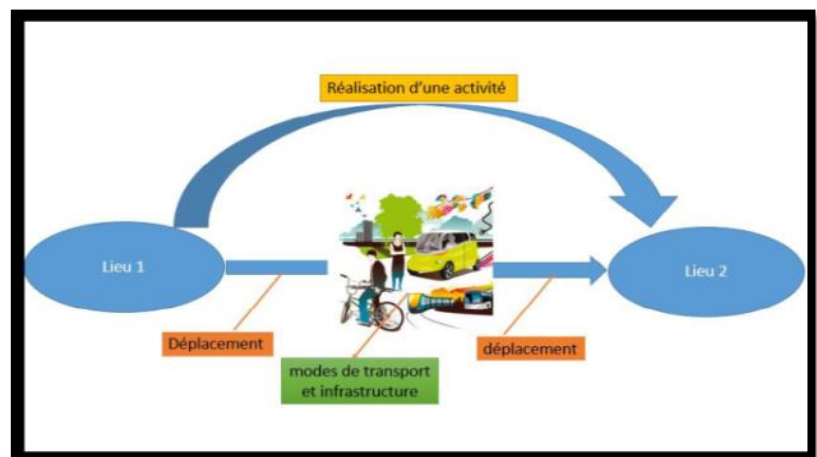 Réalisation d'une activité
Lieu 1
Lieu 2
Déplacement
déplacement
modes de transport
et infrastructure